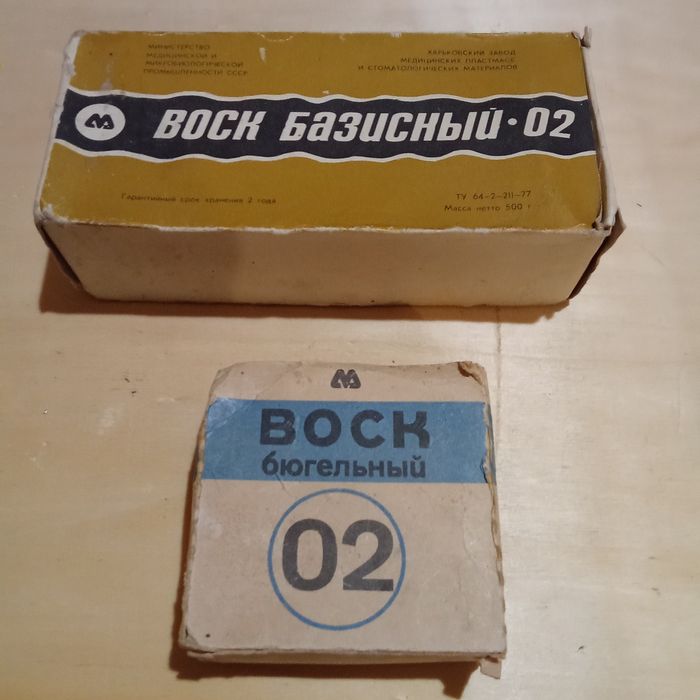 МИНИСТЕРСТВО
МЕДИЦИНСКОЙ И
МИКРОБИОЛОГИЧЕСКОЙ
ПРОМЫШЛЕННОСТИ СССР
ХАРЬКОВСКИЙ ЗАВОД
МЕДИЦИНСКИХ ПЛАСТМАСС
И СТОМАТОЛОГИЧЕСКИХ МАТЕРИАЛОВ
ВОСК БАЗИСНЫЙ·02
Гарантийный срок хранения 2 года
ТУ 64-2-211-77
Масса нетто 500 г
ВОСК
бюгельный
02